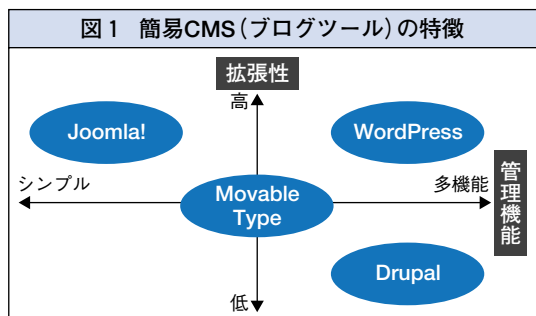 図1 簡易CMS（ブログツール）の特徴
拡張性
高
Joomla!
WordPress
シンプル
多機能
管理機能
Movable
Type
Drupal
低